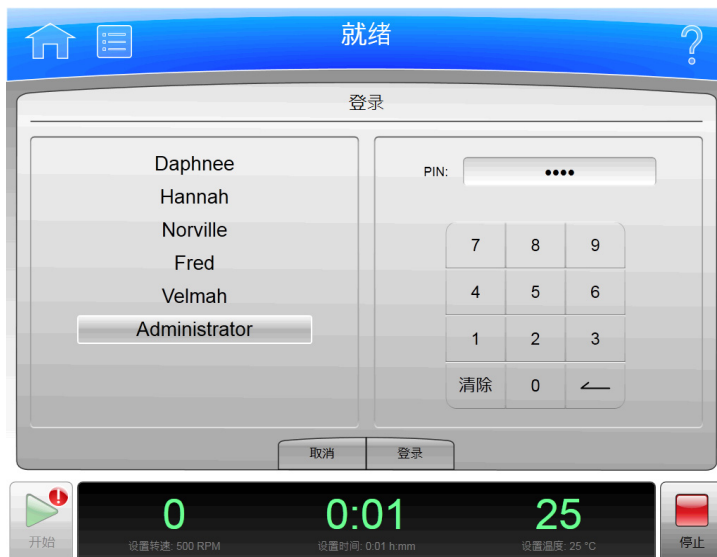 就绪
登录
Daphnee
Hannah
Norville
Fred
Velmah
Administrator
PIN: ••••
7 8 9
4 5 6
1 2 3
清除 0
取消 登录
开始
0 0:01 25
设置转速: 500 RPM 设置时间: 0:01 h:mm 设置温度: 25 °C
停止